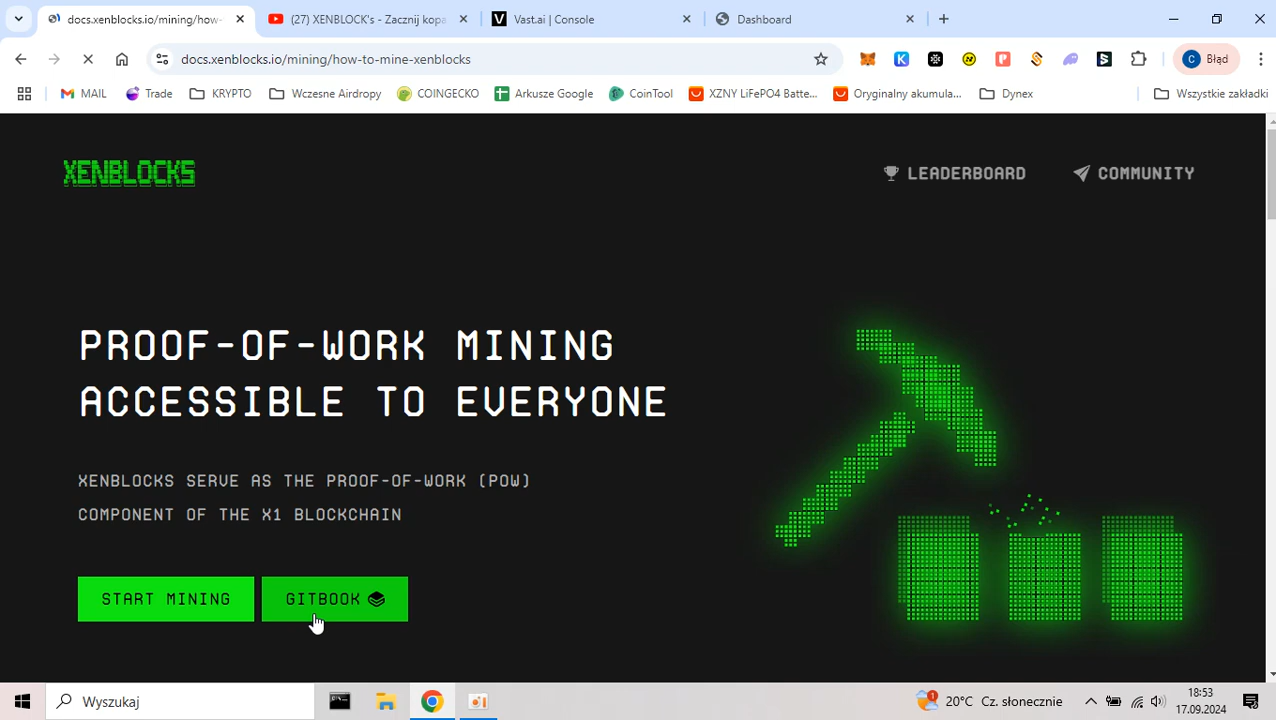 docs.xenblocks.io/mining/how-
(27) XENBLOCK's - Zacznij kopa
Vast.ai | Console
Dashboard
docs.xenblocks.io/mining/how-to-mine-xenblocks
Błąd
MAIL
Trade
KRYPTO
Wczesne Airdropy
COINGECKO
Arkusze Google
CoinTool
XZNY LiFePO4 Batte...
Oryginalny akumula...
Dynex
Wszystkie zakładki
XENBLOCKS
LEADERBOARD
COMMUNITY
PROOF-OF-WORK MINING
ACCESSIBLE TO EVERYONE
XENBLOCKS SERVE AS THE PROOF-OF-WORK (POW)
COMPONENT OF THE X1 BLOCKCHAIN
START MINING
GITBOOK
Wyszukaj
20°C Cz. słonecznie
18:53
17.09.2024